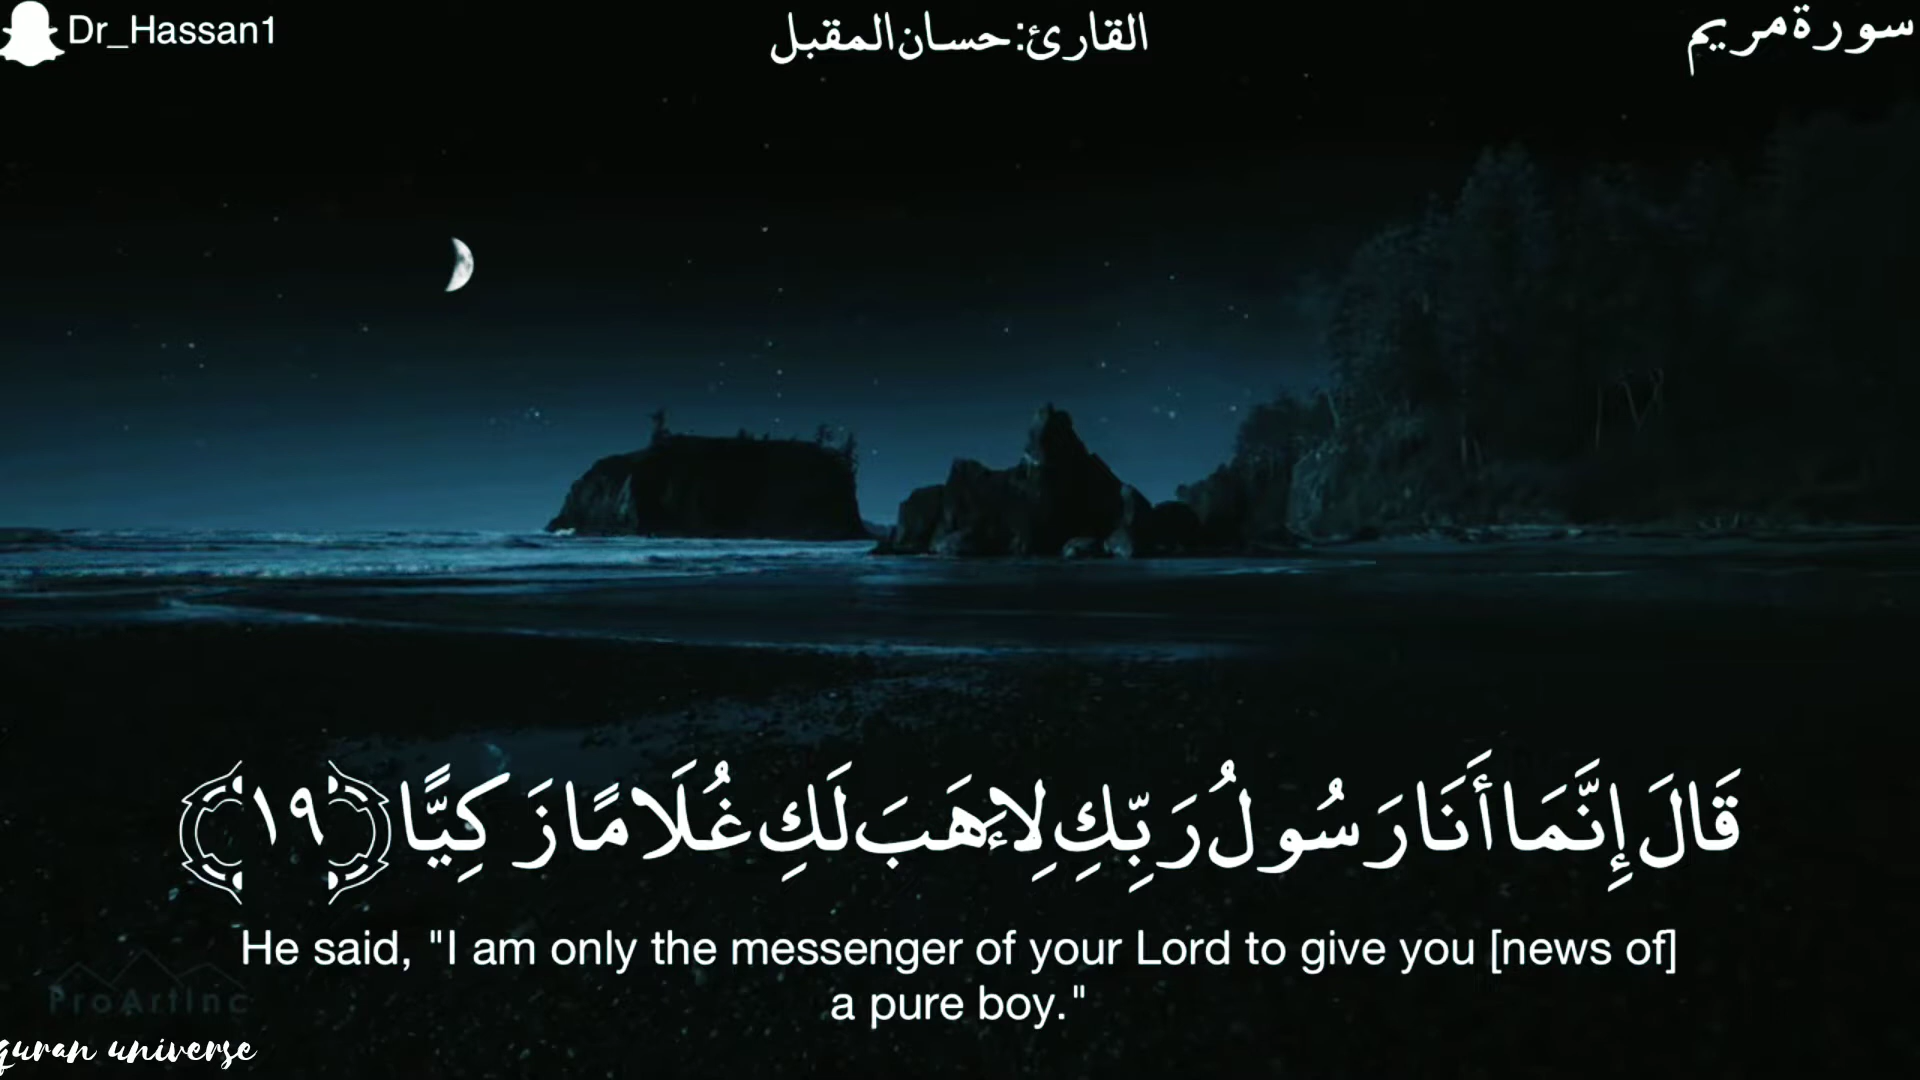 Dr_Hassan1
القارئ: حسان المقبل
سورة مريم
قَالَ إِنَّمَا أَنَا رَسُولُ رَبِّكِ لِأَهَبَ لَكِ غُلَامًا زَكِيًّا ﴿١٩﴾
He said, "I am only the messenger of your Lord to give you [news of]
a pure boy."
ProArtInc
quran universe